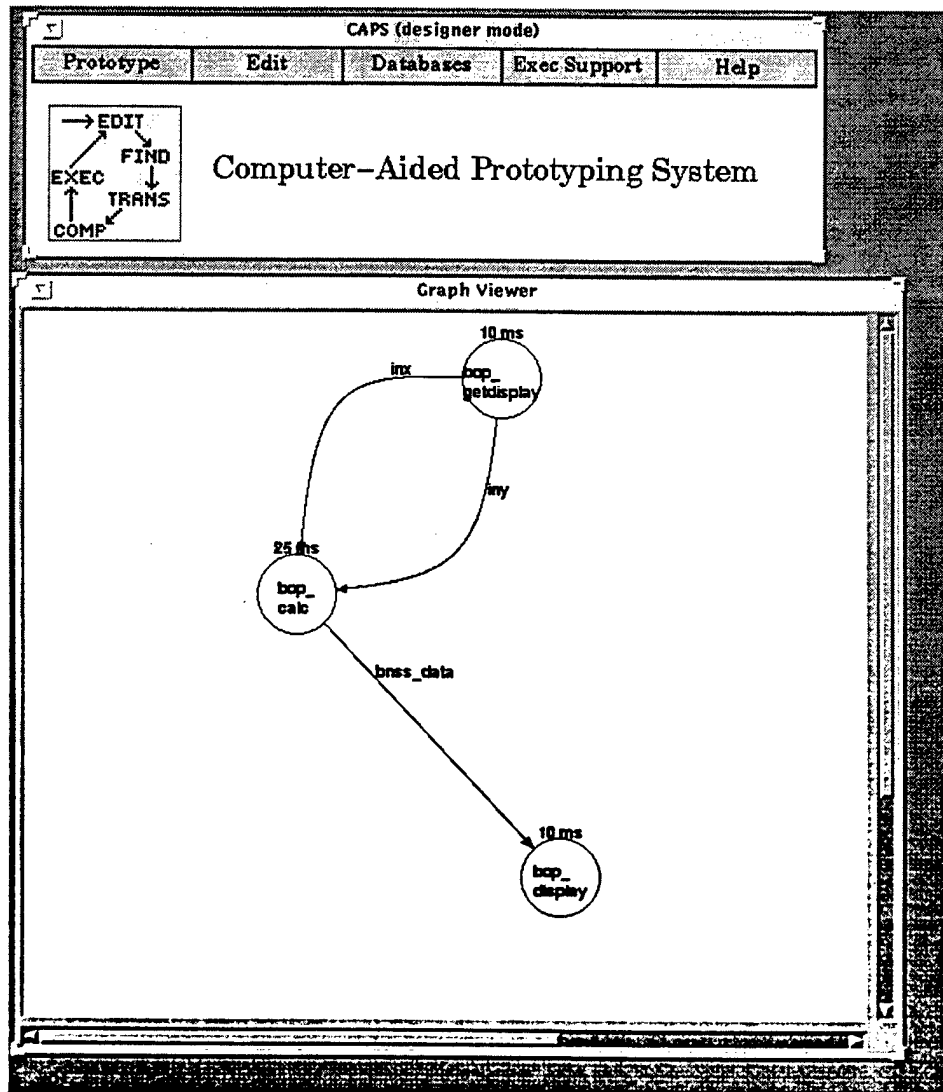 CAPS (designer mode)
Prototype Edit Databases Exec Support Help
EDIT
FIND
EXEC
TRANS
COMP
Computer-Aided Prototyping System
Graph Viewer
10 ms
inx
bop_
getdisplay
iny
25 ms
bop_
calc
bnss_data
10 ms
bop_
display